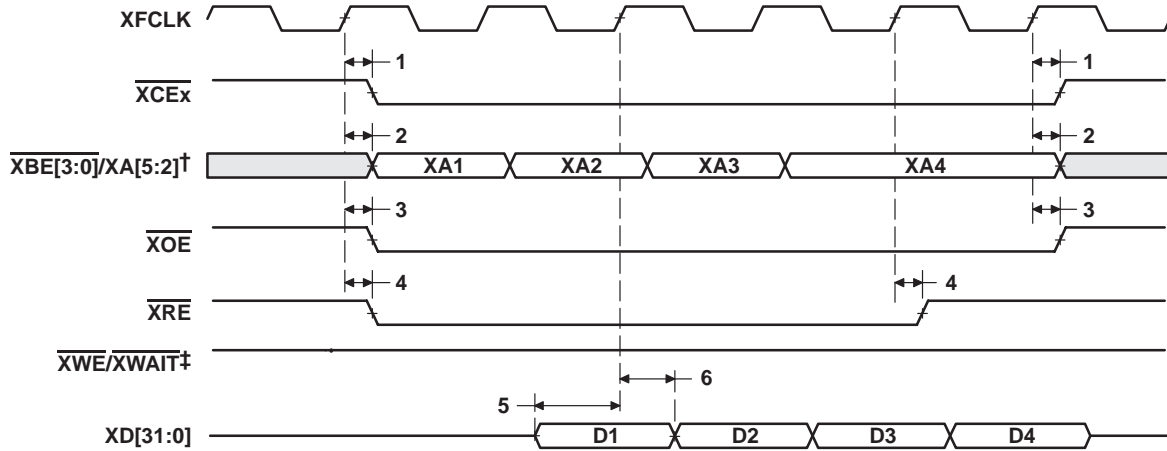 XFCLK
1 1
XCEx
2 2
XBE[3:0]/XA[5:2]† XA1 XA2 XA3 XA4
3 3
XOE
4 4
XRE
XWE/XWAIT‡
6
5
XD[31:0] D1 D2 D3 D4